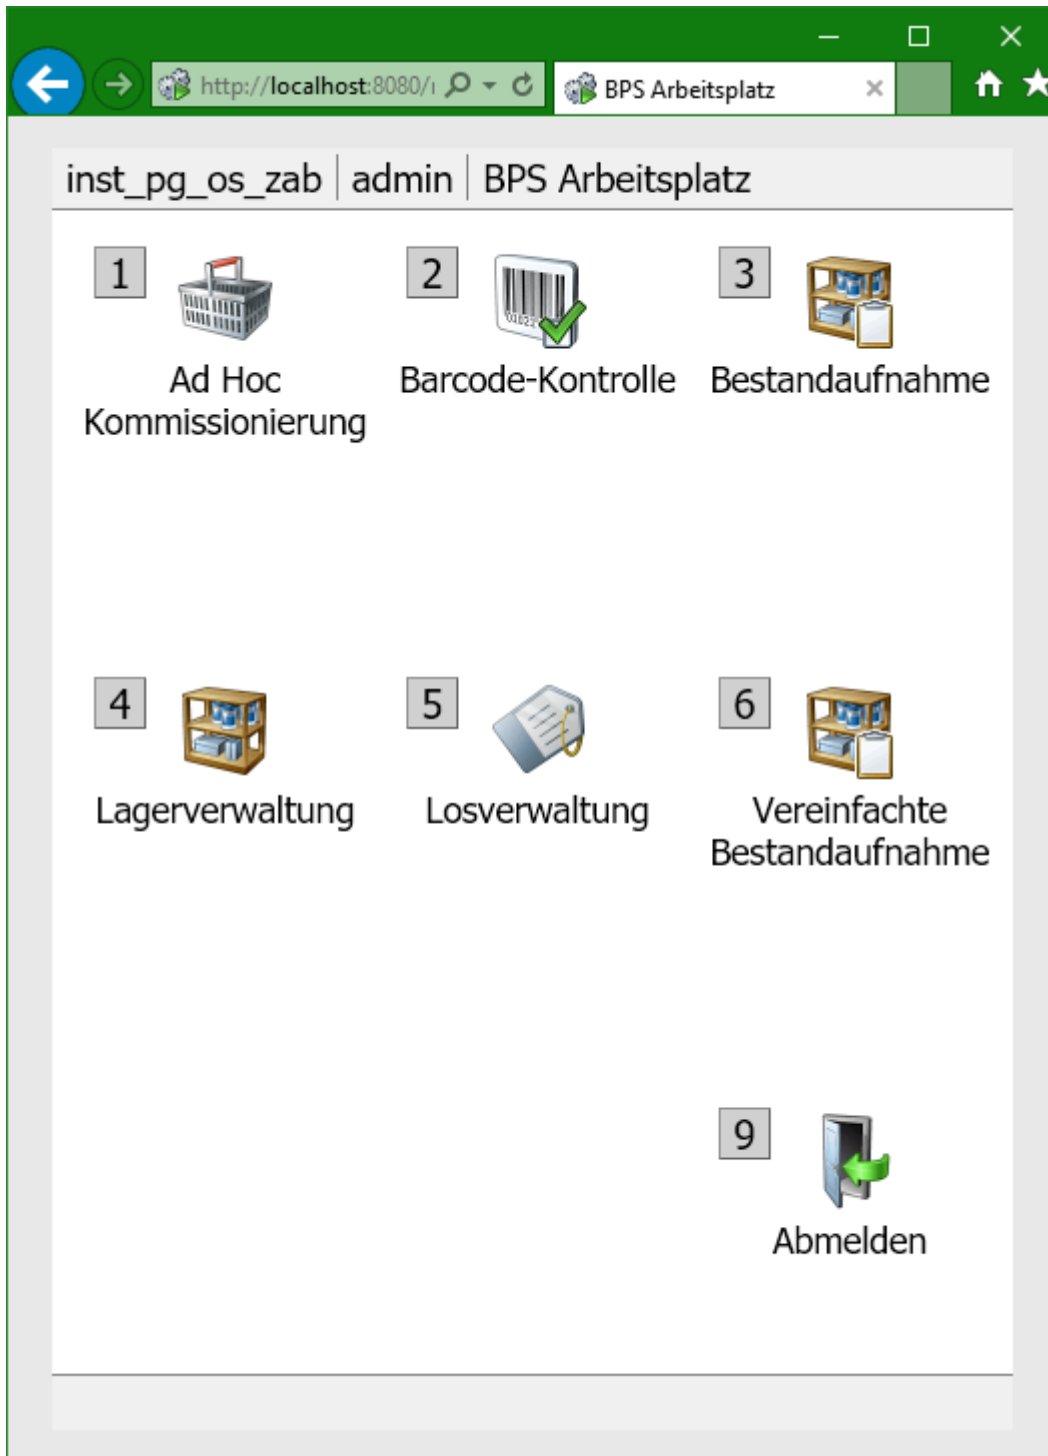 http://localhost:8080/
BPS Arbeitsplatz
inst_pg_os_zab
admin
BPS Arbeitsplatz
1
2
3
Ad Hoc
Kommissionierung
Barcode-Kontrolle
Bestandaufnahme
4
5
6
Lagerverwaltung
Losverwaltung
Vereinfachte
Bestandaufnahme
9
Abmelden